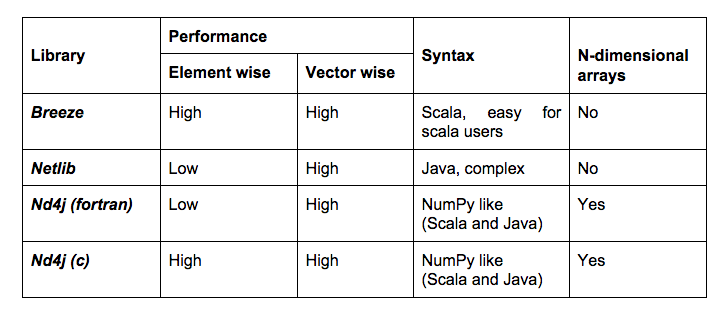 Library
Performance
Element wise
Vector wise
Syntax
N-dimensional
arrays
Breeze
High
High
Scala, easy for
scala users
No
Netlib
Low
High
Java, complex
No
Nd4j (fortran)
Low
High
NumPy like
(Scala and Java)
Yes
Nd4j (c)
High
High
NumPy like
(Scala and Java)
Yes